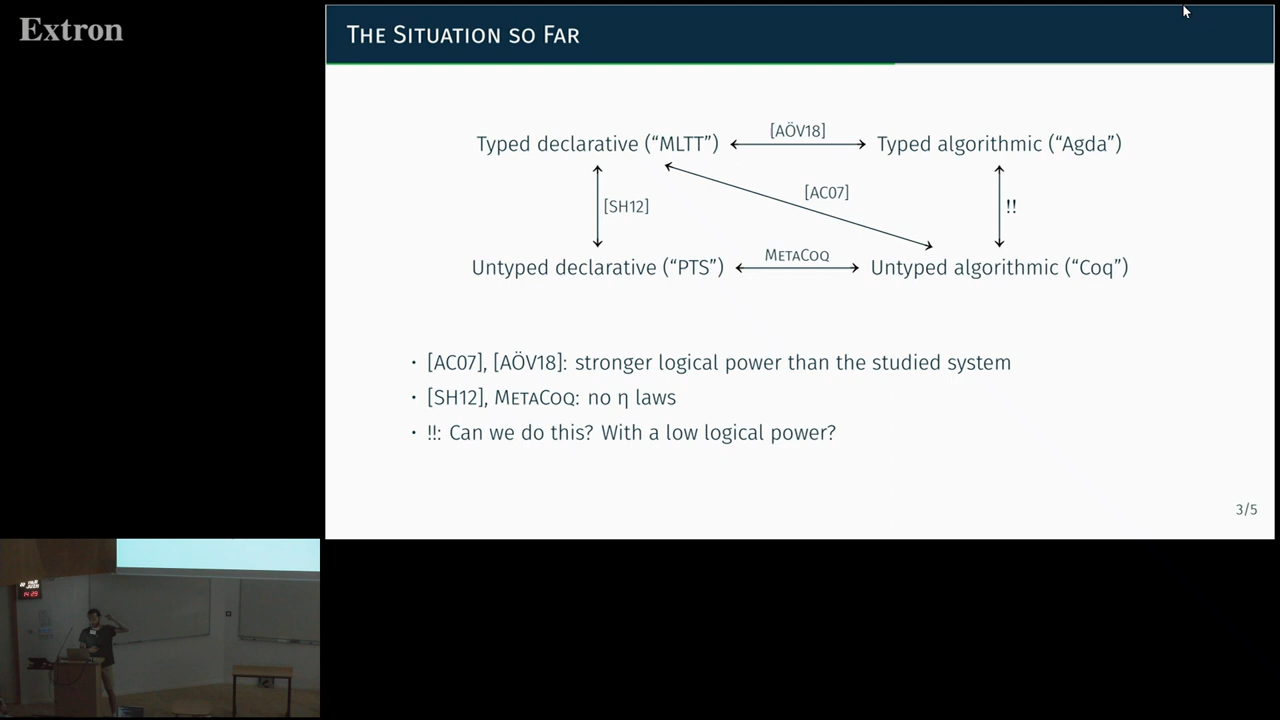 Extron
THE SITUATION SO FAR
[AÖV18]
Typed declarative (“MLTT”)
Typed algorithmic (“Agda”)
[AC07]
[SH12]
!!
METACOQ
Untyped declarative (“PTS”)
Untyped algorithmic (“Coq”)
• [AC07], [AÖV18]: stronger logical power than the studied system
• [SH12], METACOQ: no η laws
• !!: Can we do this? With a low logical power?
3/5